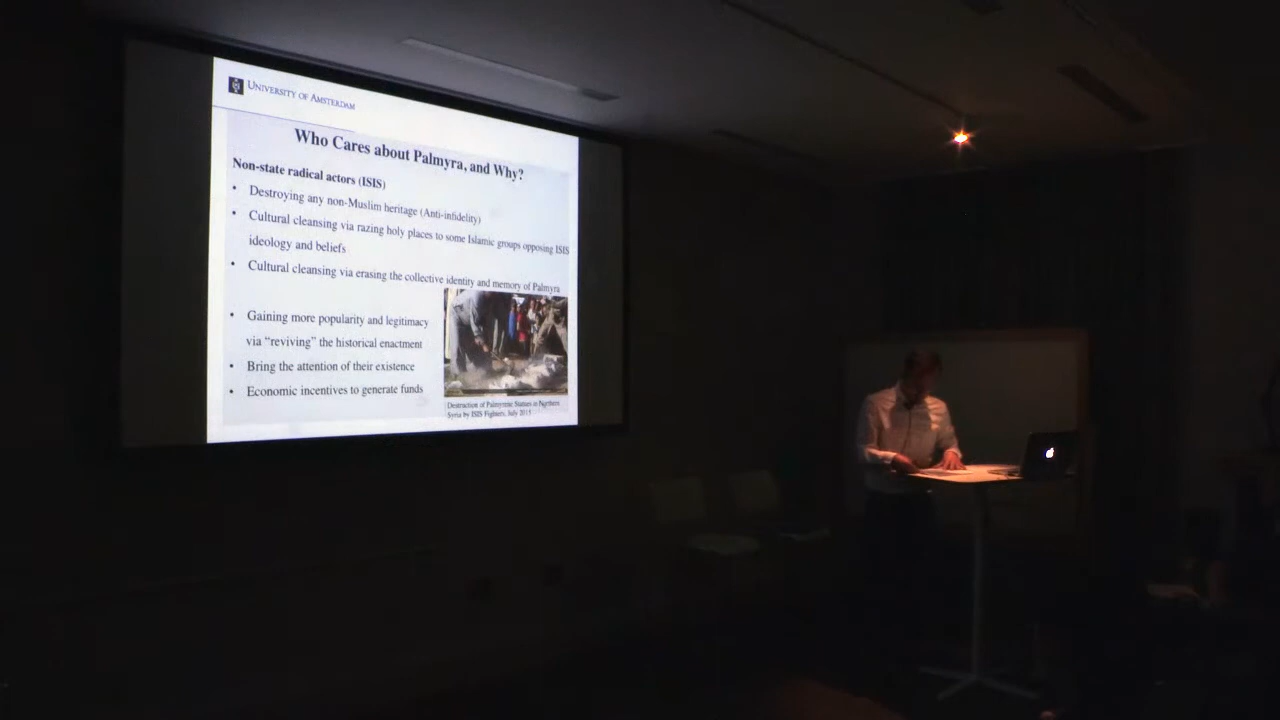 UNIVERSITY OF AMSTERDAM
Who Cares about Palmyra, and Why?
Non-state radical actors (ISIS)
• Destroying any non-Muslim heritage (Anti-infidelity)
• Cultural cleansing via razing holy places to some Islamic groups opposing ISIS
ideology and beliefs
• Cultural cleansing via erasing the collective identity and memory of Palmyra
• Gaining more popularity and legitimacy
via “reviving” the historical enactment
• Bring the attention of their existence
• Economic incentives to generate funds
Destruction of Palmyrene Statues in Northern
Syria by ISIS Fighters, July 2015